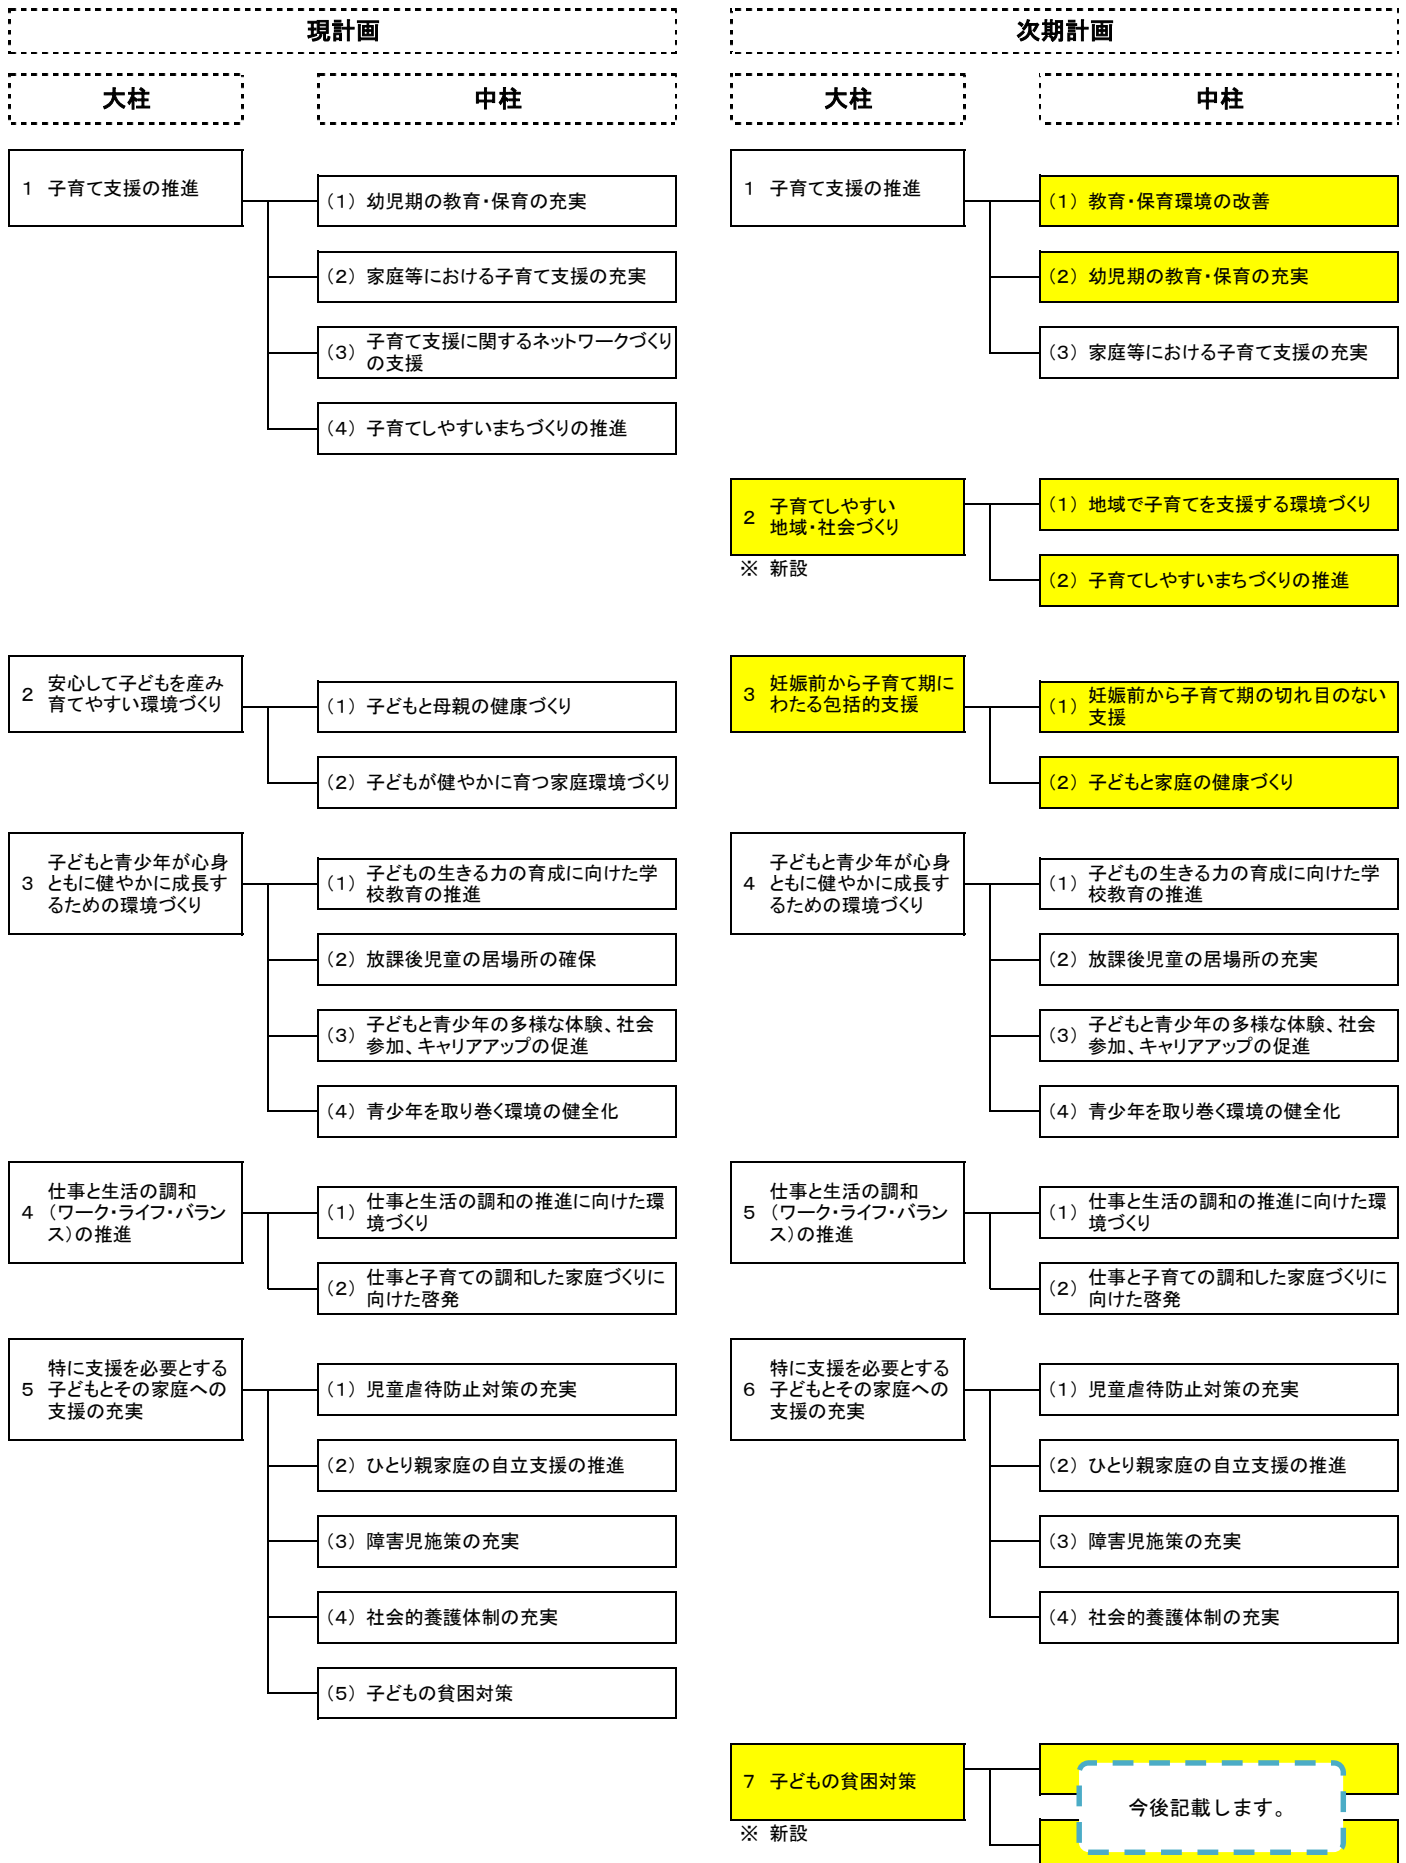 現計画
大柱
中柱
1 子育て支援の推進
(1) 幼児期の教育・保育の充実
(2) 家庭等における子育て支援の充実
(3) 子育て支援に関するネットワークづくり
の支援
(4) 子育てしやすいまちづくりの推進
2 安心して子どもを産み
育てやすい環境づくり
(1) 子どもと母親の健康づくり
(2) 子どもが健やかに育つ家庭環境づくり
3 子どもと青少年が心身
ともに健やかに成長す
るための環境づくり
(1) 子どもの生きる力の育成に向けた学
校教育の推進
(2) 放課後児童の居場所の確保
(3) 子どもと青少年の多様な体験、社会
参加、キャリアアップの促進
(4) 青少年を取り巻く環境の健全化
4 仕事と生活の調和
(ワーク・ライフ・バラン
ス)の推進
(1) 仕事と生活の調和の推進に向けた環
境づくり
(2) 仕事と子育ての調和した家庭づくりに
向けた啓発
5 特に支援を必要とする
子どもとその家庭への
支援の充実
(1) 児童虐待防止対策の充実
(2) ひとり親家庭の自立支援の推進
(3) 障害児施策の充実
(4) 社会的養護体制の充実
(5) 子どもの貧困対策
次期計画
大柱
中柱
1 子育て支援の推進
(1) 教育・保育環境の改善
(2) 幼児期の教育・保育の充実
(3) 家庭等における子育て支援の充実
2 子育てしやすい
地域・社会づくり
※ 新設
(1) 地域で子育てを支援する環境づくり
(2) 子育てしやすいまちづくりの推進
3 妊娠前から子育て期に
わたる包括的支援
(1) 妊娠前から子育て期の切れ目のない
支援
(2) 子どもと家庭の健康づくり
4 子どもと青少年が心身
ともに健やかに成長す
るための環境づくり
(1) 子どもの生きる力の育成に向けた学
校教育の推進
(2) 放課後児童の居場所の充実
(3) 子どもと青少年の多様な体験、社会
参加、キャリアアップの促進
(4) 青少年を取り巻く環境の健全化
5 仕事と生活の調和
(ワーク・ライフ・バラン
ス)の推進
(1) 仕事と生活の調和の推進に向けた環
境づくり
(2) 仕事と子育ての調和した家庭づくりに
向けた啓発
6 特に支援を必要とする
子どもとその家庭への
支援の充実
(1) 児童虐待防止対策の充実
(2) ひとり親家庭の自立支援の推進
(3) 障害児施策の充実
(4) 社会的養護体制の充実
7 子どもの貧困対策
※ 新設
今後記載します。